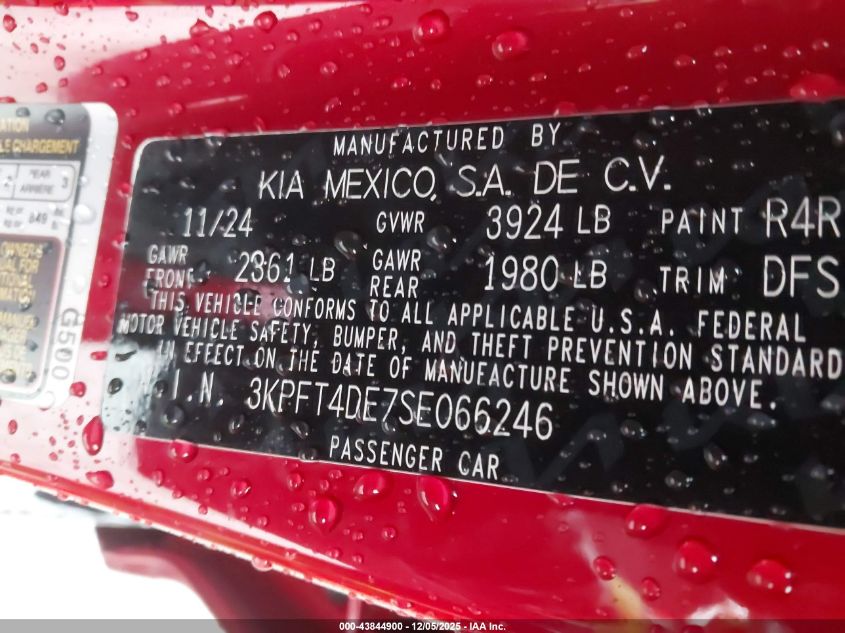 MANUFACTURED BY
KIA MEXICO, S.A. DE C.V.
11/24 GVWR 3924 LB PAINT R4R
GAWR FRONT 2361 LB GAWR REAR 1980 LB TRIM: DFS
THIS VEHICLE CONFORMS TO ALL APPLICABLE U.S.A. FEDERAL
MOTOR VEHICLE SAFETY, BUMPER, AND THEFT PREVENTION STANDARD
IN EFFECT ON THE DATE OF MANUFACTURE SHOWN ABOVE.
.I.N. 3KPFT4DE7SE066246
PASSENGER CAR
REAR
ARRIÈRE 3
G500
000-43844900 - 12/05/2025 - IAA Inc.